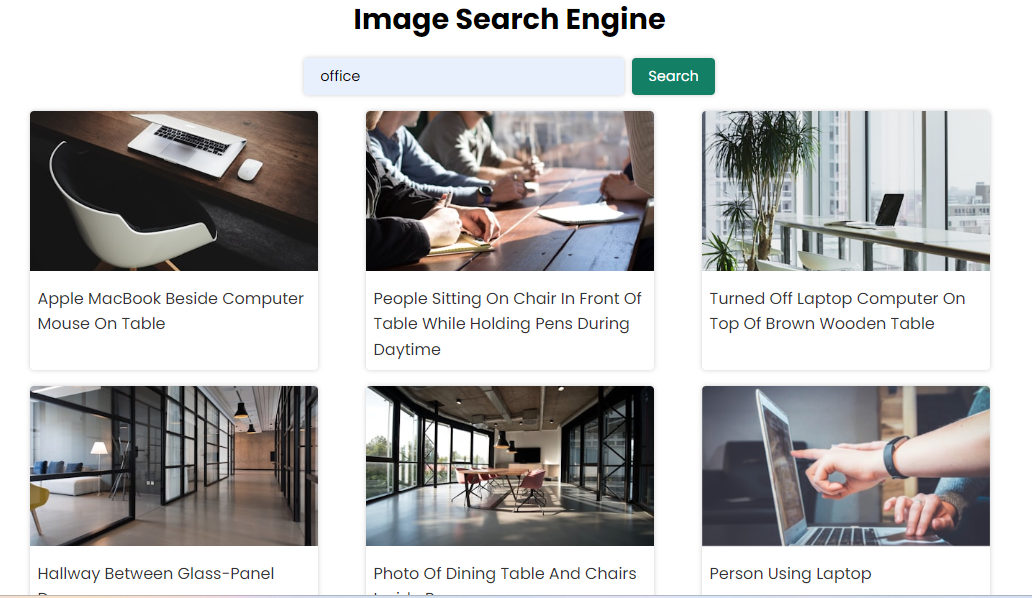 Image Search Engine
office
Search
Apple MacBook Beside Computer
Mouse On Table
People Sitting On Chair In Front Of
Table While Holding Pens During
Daytime
Turned Off Laptop Computer On
Top Of Brown Wooden Table
Hallway Between Glass-Panel
Photo Of Dining Table And Chairs
Person Using Laptop